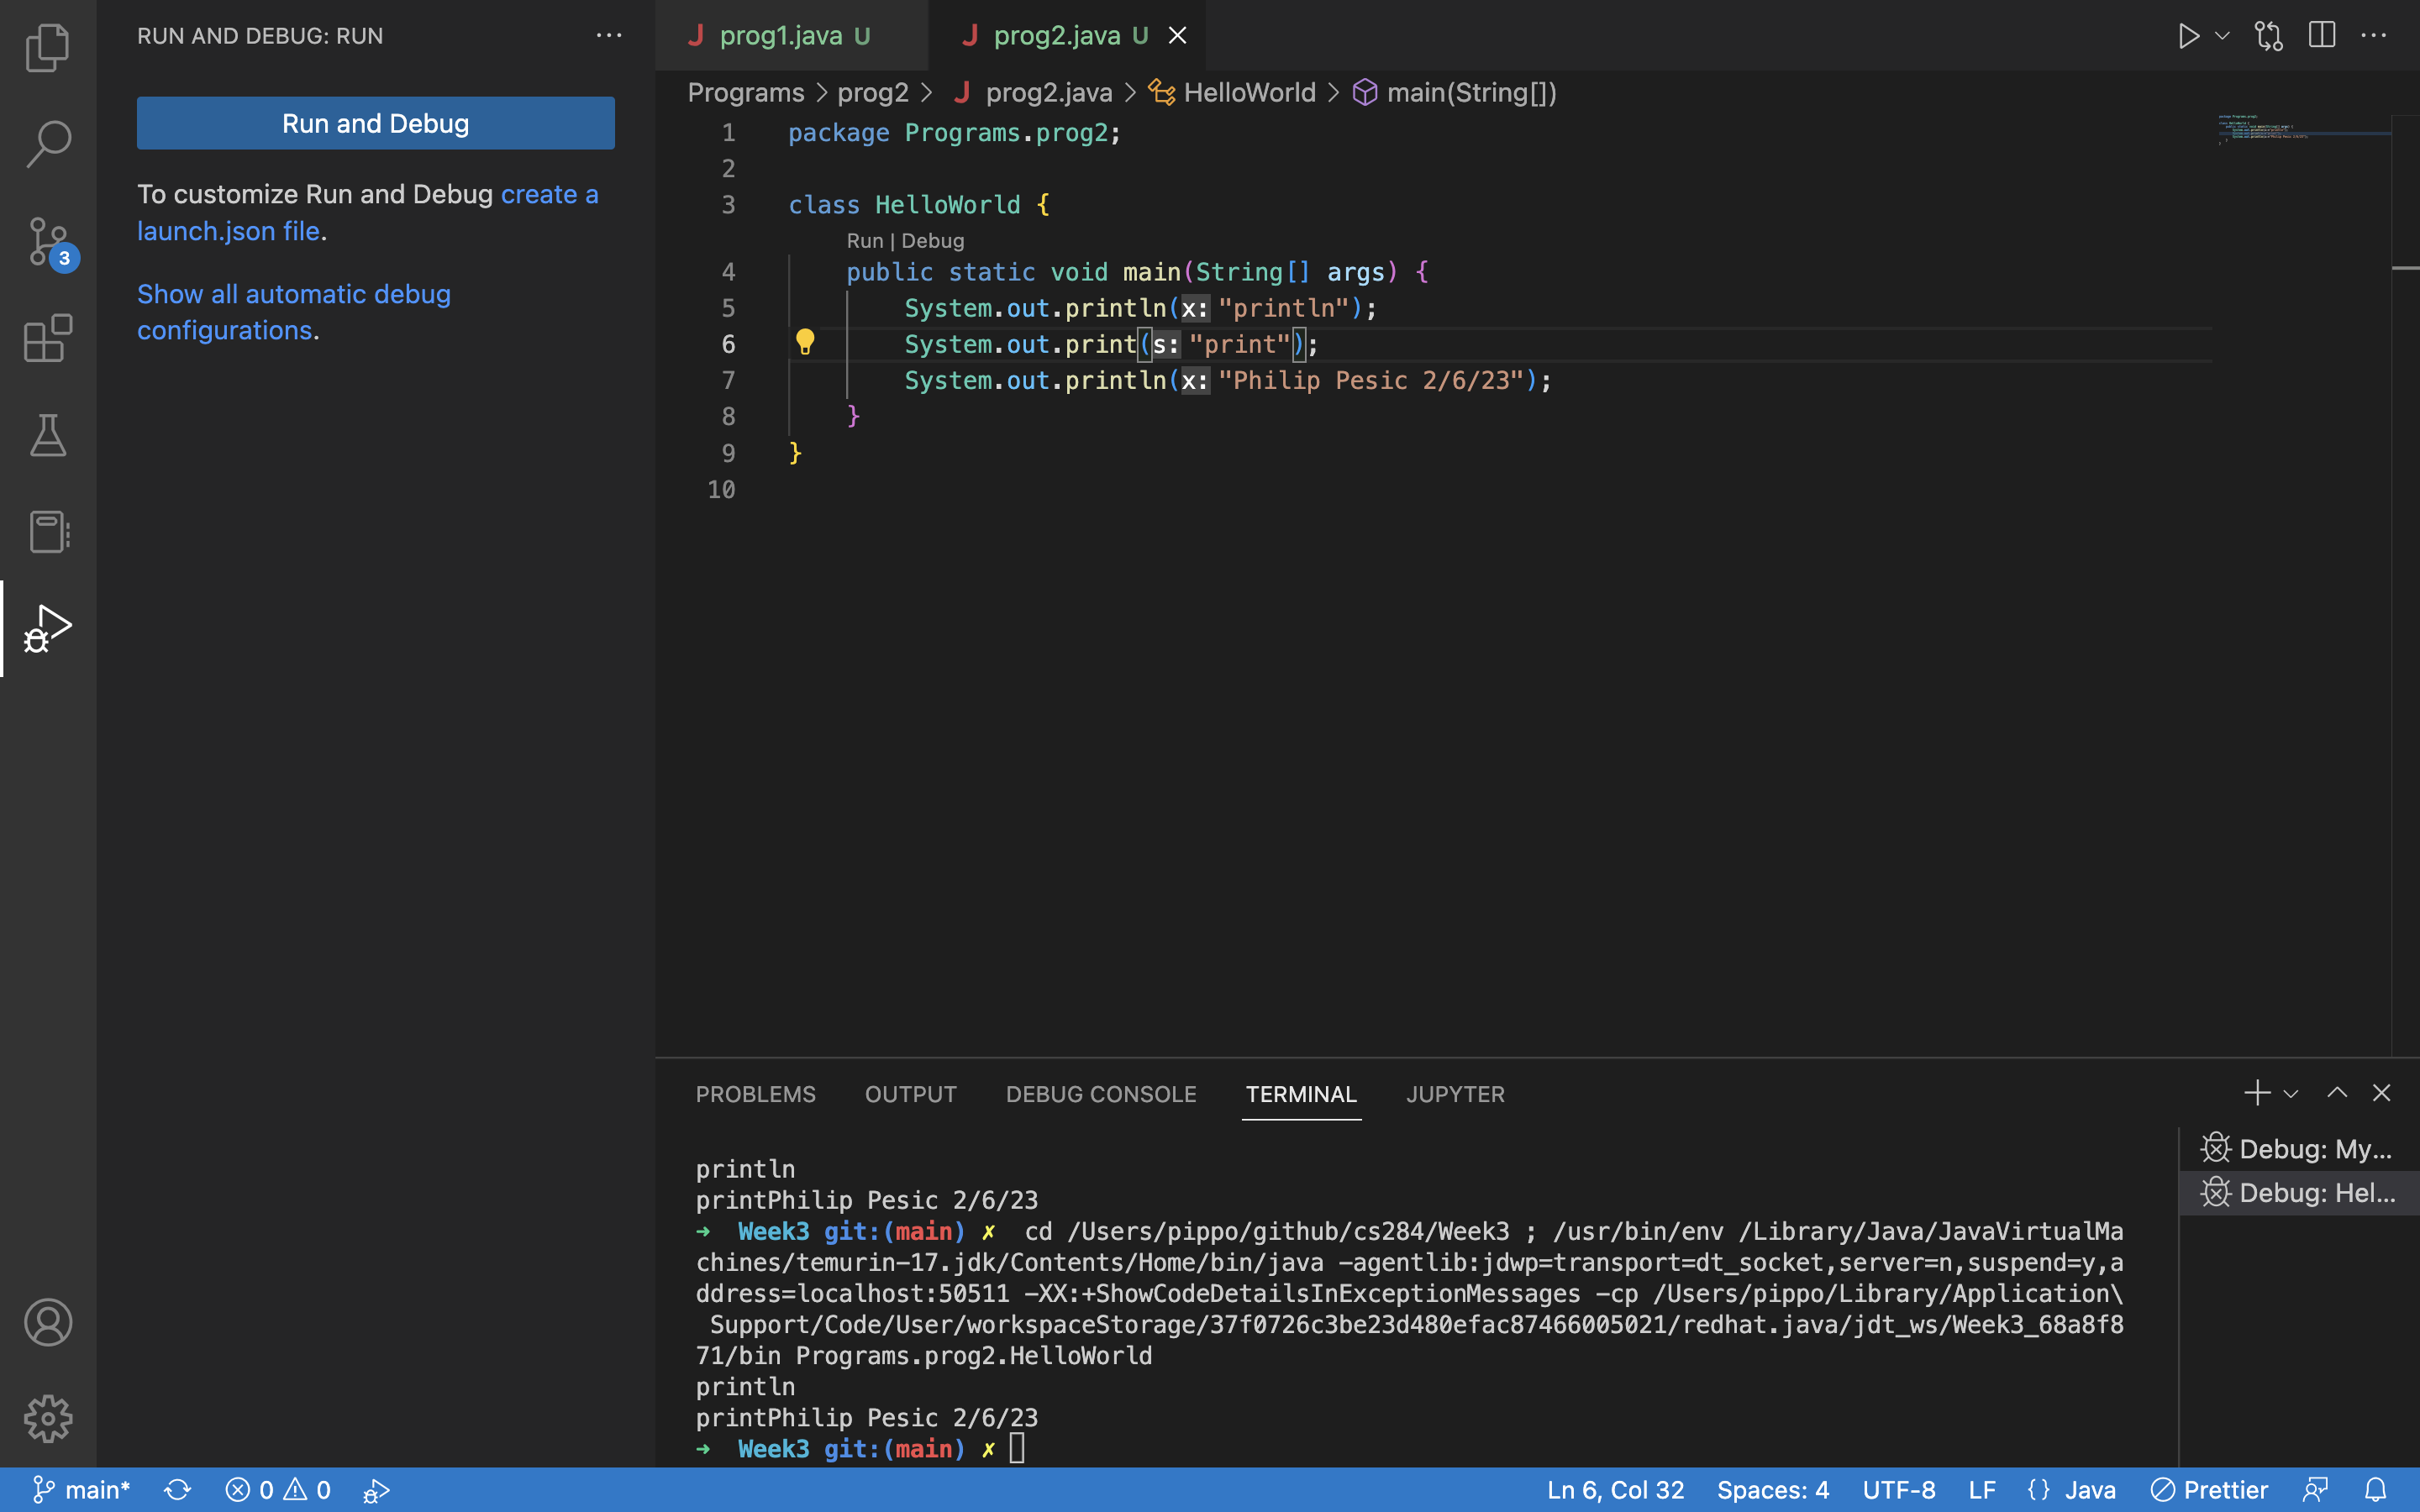 RUN AND DEBUG: RUN
Run and Debug
To customize Run and Debug create a
launch.json file.
Show all automatic debug
configurations.
3
prog1.java U
prog2.java U
Programs > prog2 > prog2.java > HelloWorld > main(String[])
1 package Programs.prog2;
2
3 class HelloWorld {
Run | Debug
4 public static void main(String[] args) {
5 System.out.println(x: "println");
6 System.out.print(s: "print");
7 System.out.println(x: "Philip Pesic 2/6/23");
8 }
9 }
10
PROBLEMS OUTPUT DEBUG CONSOLE TERMINAL JUPYTER
Debug: My...
Debug: Hel...
println
printPhilip Pesic 2/6/23
➜ Week3 git:(main) ✗ cd /Users/pippo/github/cs284/Week3 ; /usr/bin/env /Library/Java/JavaVirtualMa
chines/temurin-17.jdk/Contents/Home/bin/java -agentlib:jdwp=transport=dt_socket,server=n,suspend=y,a
ddress=localhost:50511 -XX:+ShowCodeDetailsInExceptionMessages -cp /Users/pippo/Library/Application\
Support/Code/User/workspaceStorage/37f0726c3be23d480efac87466005021/redhat.java/jdt_ws/Week3_68a8f8
71/bin Programs.prog2.HelloWorld
println
printPhilip Pesic 2/6/23
➜ Week3 git:(main) ✗
main* 0 0 Ln 6, Col 32 Spaces: 4 UTF-8 LF {} Java Prettier